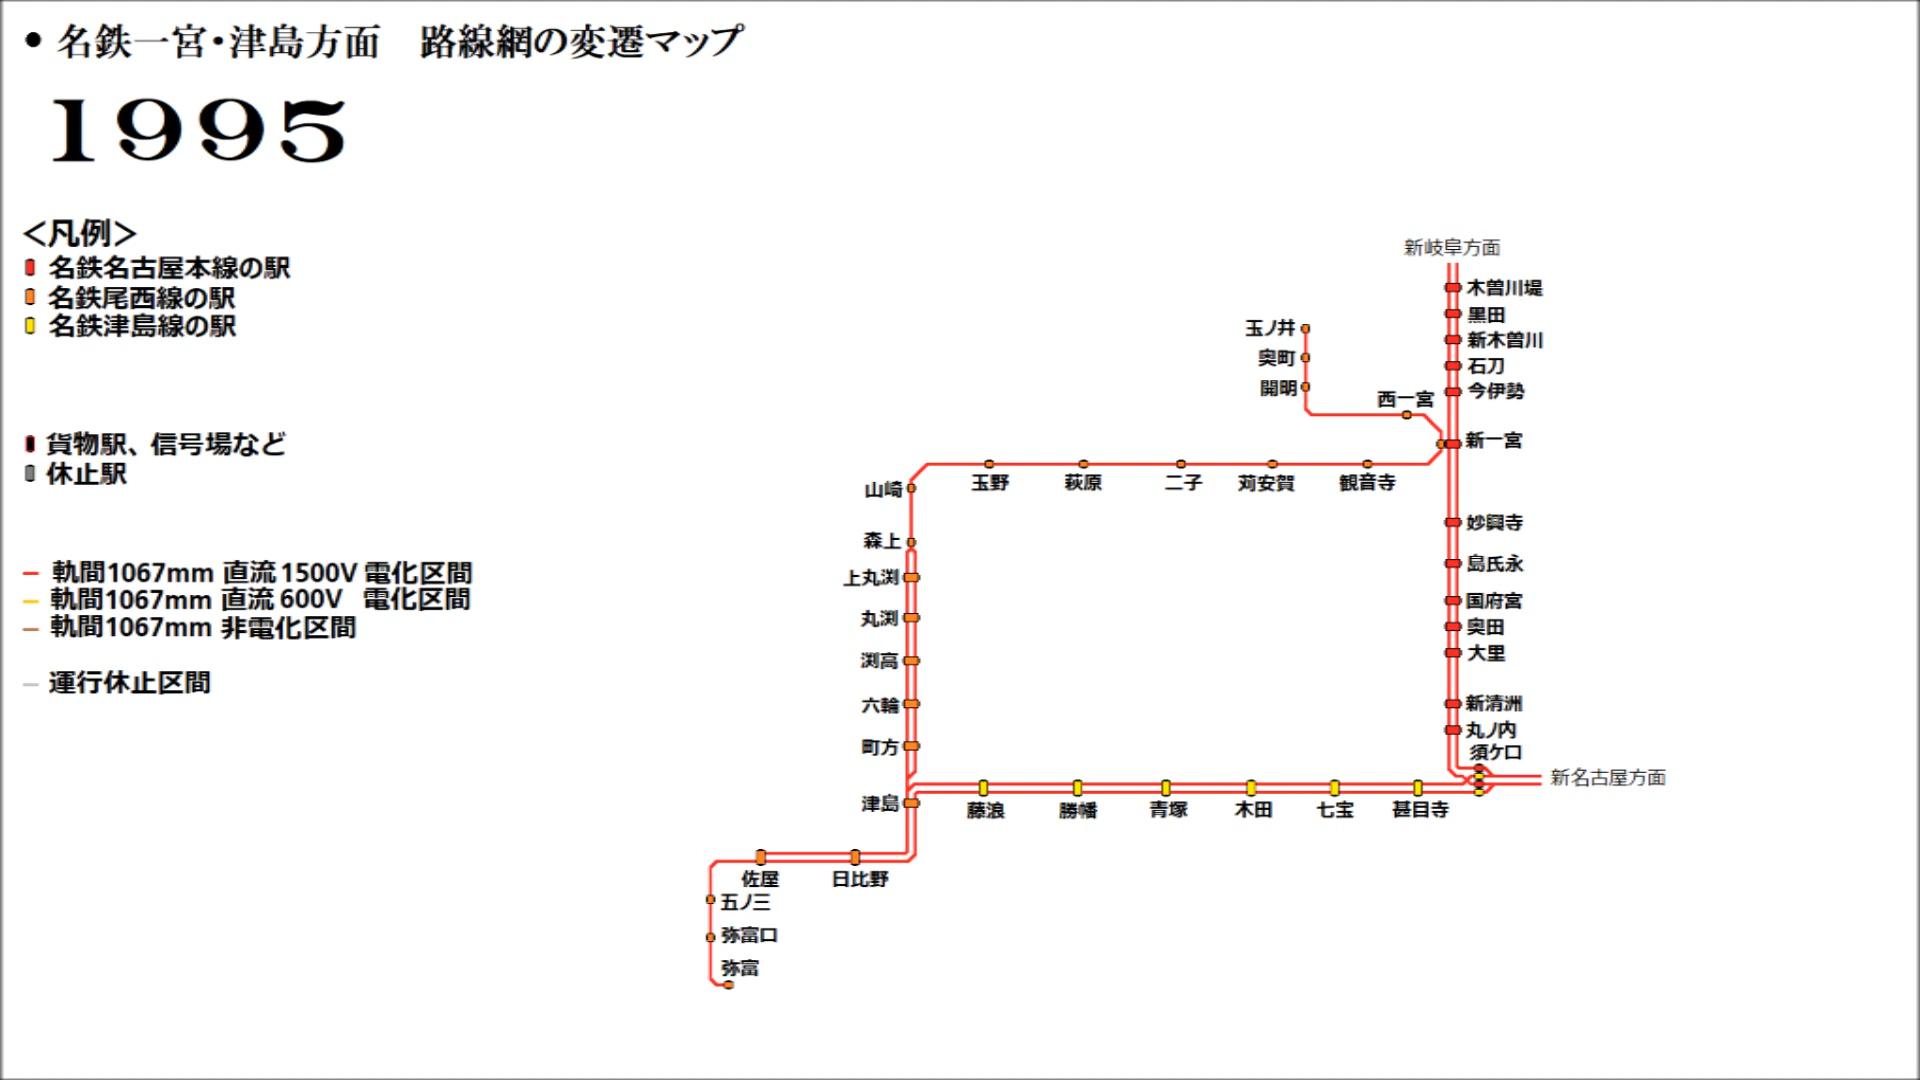 • 名鉄一宮・津島方面　路線網の変遷マップ
1995
＜凡例＞
名鉄名古屋本線の駅
名鉄尾西線の駅
名鉄津島線の駅
貨物駅、信号場など
休止駅
軌間1067mm 直流1500V 電化区間
軌間1067mm 直流600V 電化区間
軌間1067mm 非電化区間
運行休止区間
新岐阜方面
木曽川堤
黒田
新木曽川
石刀
今伊勢
新一宮
妙興寺
島氏永
国府宮
奥田
大里
新清洲
丸ノ内
須ケ口
新名古屋方面
玉ノ井
奥町
開明
西一宮
観音寺
苅安賀
二子
萩原
玉野
山崎
森上
上丸渕
丸渕
渕高
六輪
町方
津島
藤浪
勝幡
青塚
木田
七宝
甚目寺
日比野
佐屋
五ノ三
弥富口
弥富